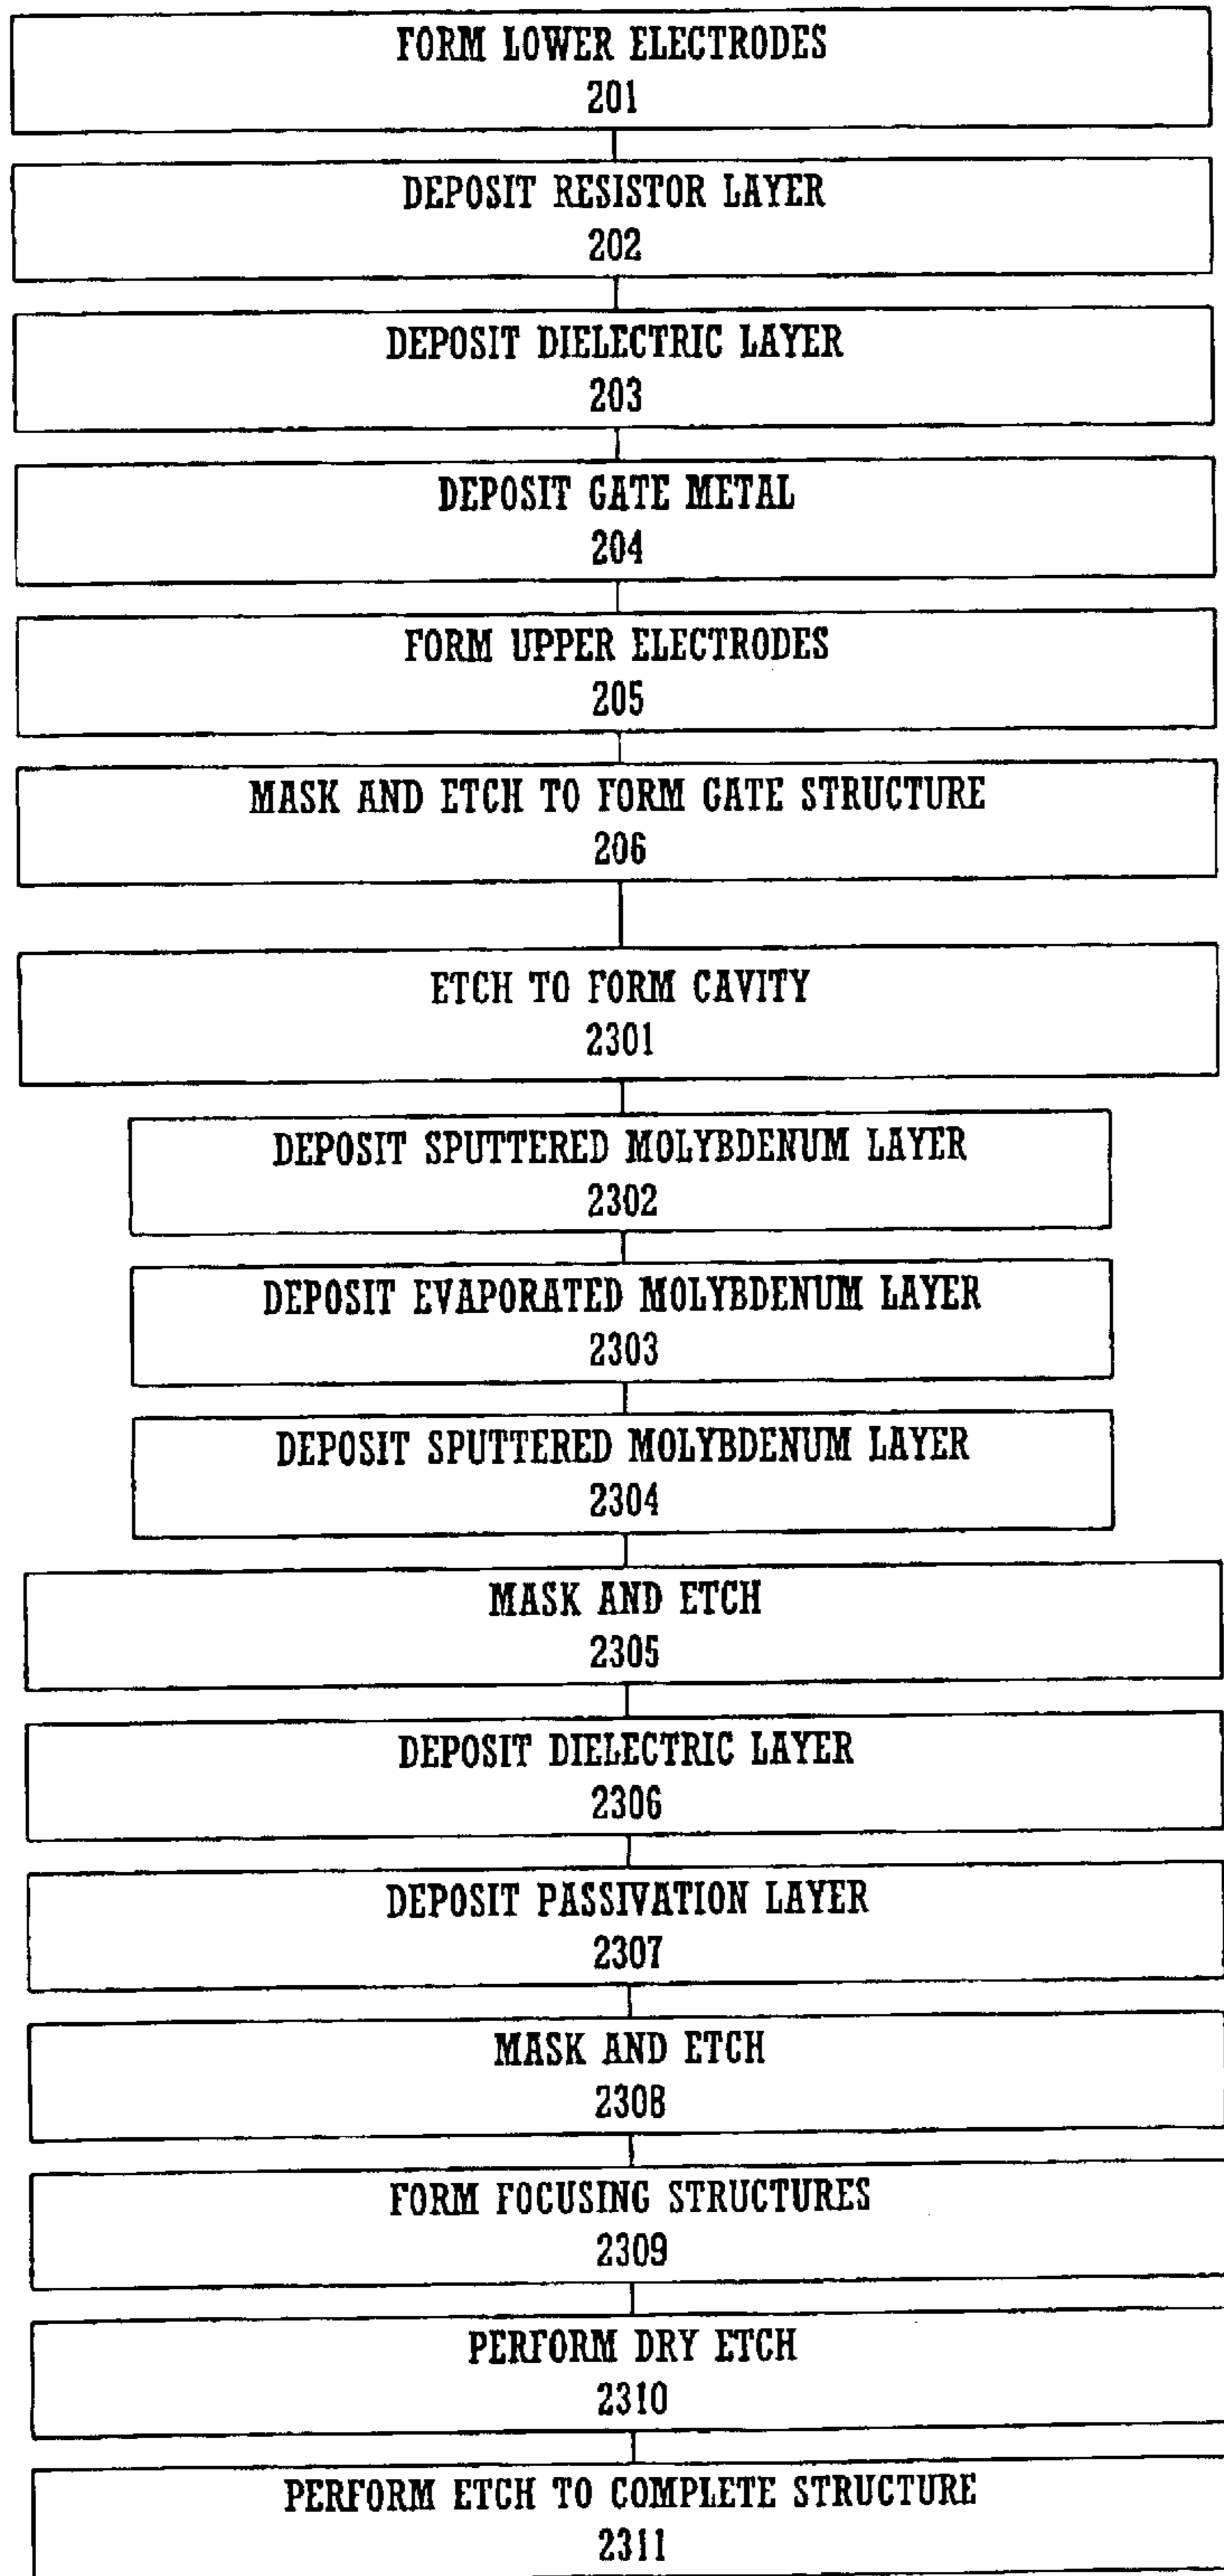 FORM LOWER ELECTRODES
201
DEPOSIT RESISTOR LAYER
202
DEPOSIT DIELECTRIC LAYER
203
DEPOSIT GATE METAL
204
FORM UPPER ELECTRODES
205
MASK AND ETCH TO FORM GATE STRUCTURE
206
ETCH TO FORM CAVITY
2301
DEPOSIT SPUTTERED MOLYBDENUM LAYER
2302
DEPOSIT EVAPORATED MOLYBDENUM LAYER
2303
DEPOSIT SPUTTERED MOLYBDENUM LAYER
2304
MASK AND ETCH
2305
DEPOSIT DIELECTRIC LAYER
2306
DEPOSIT PASSIVATION LAYER
2307
MASK AND ETCH
2308
FORM FOCUSING STRUCTURES
2309
PERFORM DRY ETCH
2310
PERFORM ETCH TO COMPLETE STRUCTURE
2311